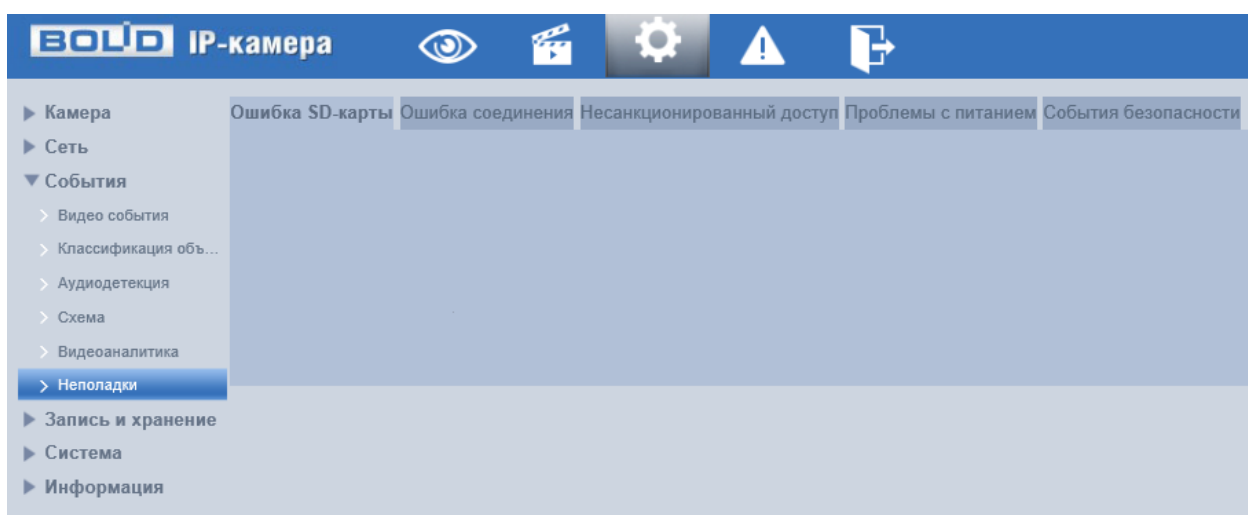 BOLID IP-камера
Ошибка SD-карты Ошибка соединения Несанкционированный доступ Проблемы с питанием События безопасности
Камера
Сеть
События
Видео события
Классификация объ...
Аудиодетекция
Схема
Видеоаналитика
Неполадки
Запись и хранение
Система
Информация